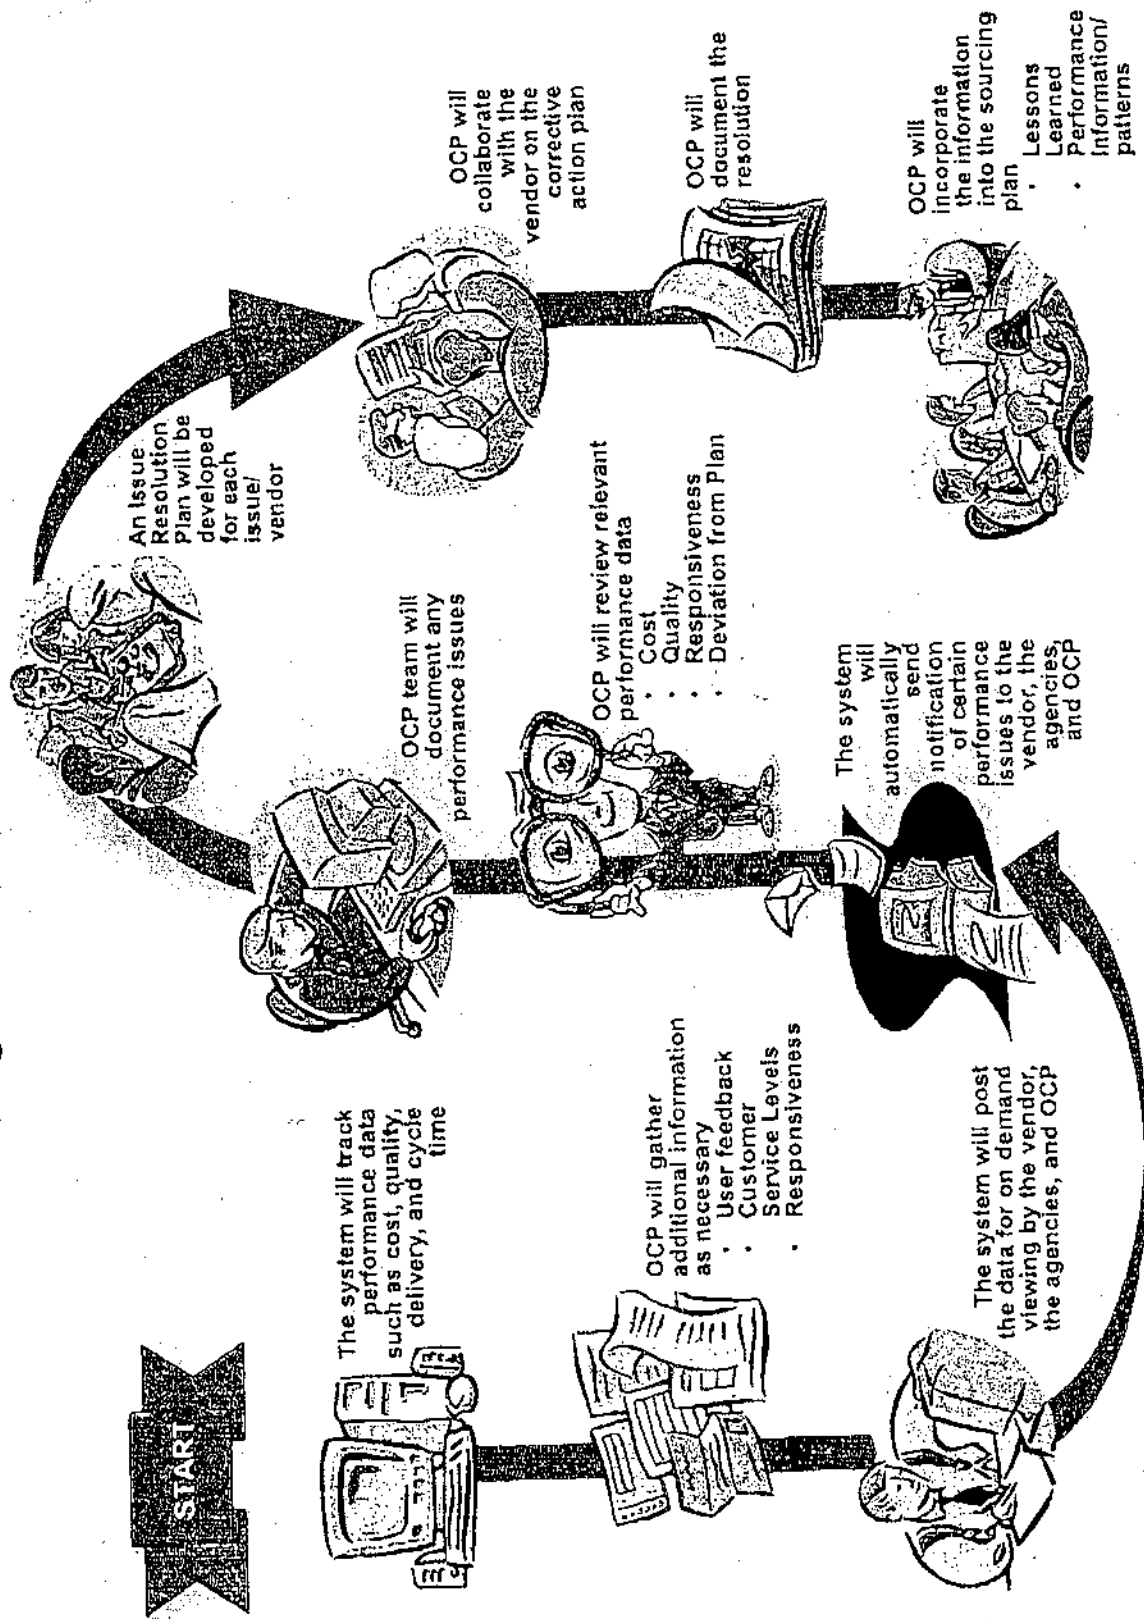 START
The system will track
performance data
such as cost, quality,
delivery, and cycle
time
OCP will gather
additional information
as necessary
• User feedback
• Customer
Service Levels
• Responsiveness
The system will post
the data for on demand
viewing by the vendor,
the agencies, and OCP
The system
will
automatically
send
notification
of certain
performance
issues to the
vendor, the
agencies,
and OCP
OCP will review relevant
performance data
• Cost
• Quality
• Responsiveness
• Deviation from Plan
OCP team will
document any
performance issues
An Issue
Resolution
Plan will be
developed
for each
issue/
vendor
OCP will
collaborate
with the
vendor on the
corrective
action plan
OCP will
document the
resolution
OCP will
incorporate
the information
into the sourcing
plan
• Lessons
Learned
• Performance
Information/
patterns